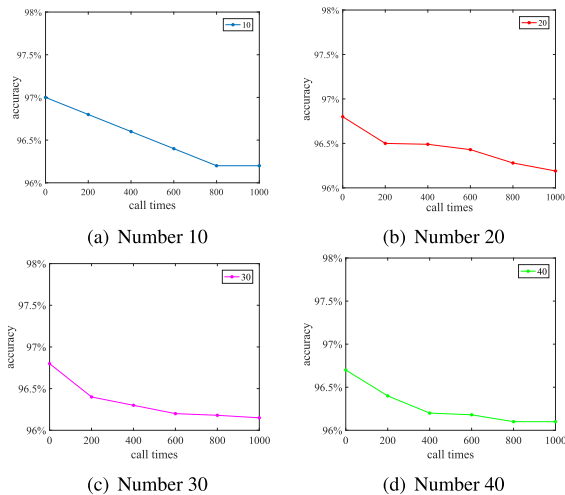 98%
10
97.5%
97%
96.5%
96%
accuracy
0 200 400 600 800 1000
call times
(a) Number 10
98%
20
97.5%
97%
96.5%
96%
accuracy
0 200 400 600 800 1000
call times
(b) Number 20
98%
30
97.5%
97%
96.5%
96%
accuracy
0 200 400 600 800 1000
call times
(c) Number 30
98%
40
97.5%
97%
96.5%
96%
accuracy
0 200 400 600 800 1000
call times
(d) Number 40